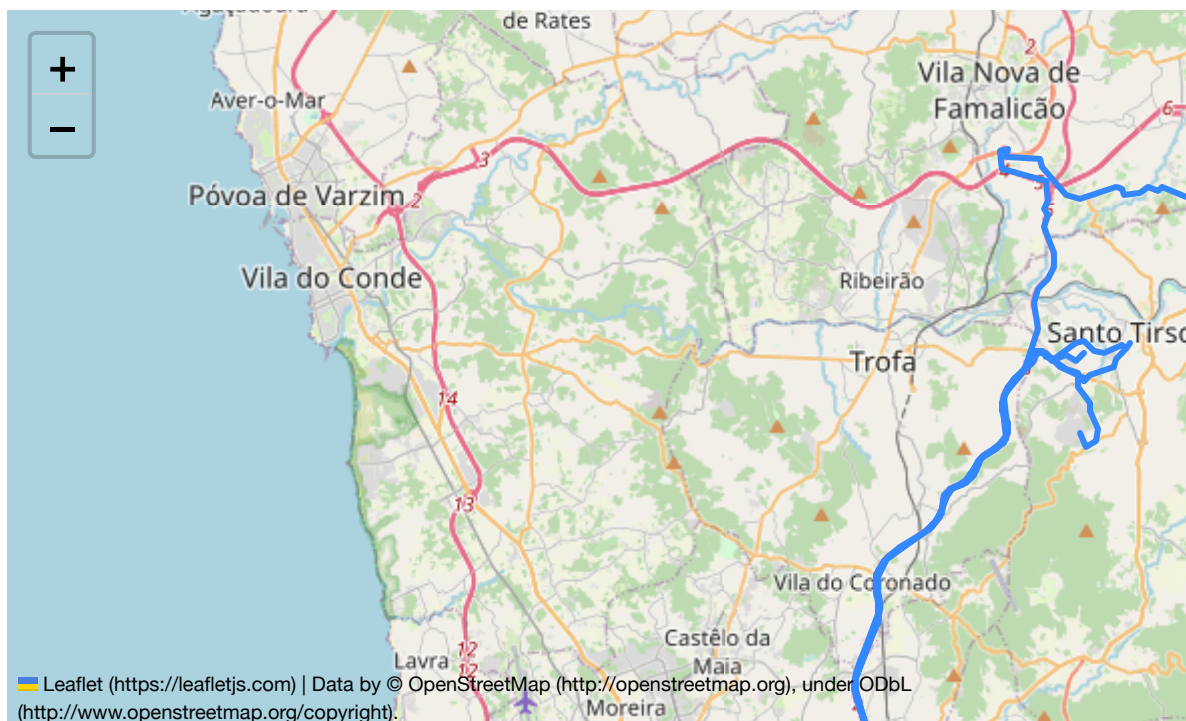 de Rates
+
−
2
Vila Nova de
Famalicão
Aver-o-Mar
6
3
Póvoa de Varzim
2
Vila do Conde
Ribeirão
Santo Tirso
Trofa
14
13
Vila do Coronado
Castêlo da
Maia
12
12
Lavra
Leaflet (https://leafletjs.com) | Data by © OpenStreetMap (http://openstreetmap.org), under ODbL
(http://www.openstreetmap.org/copyright).
Moreira